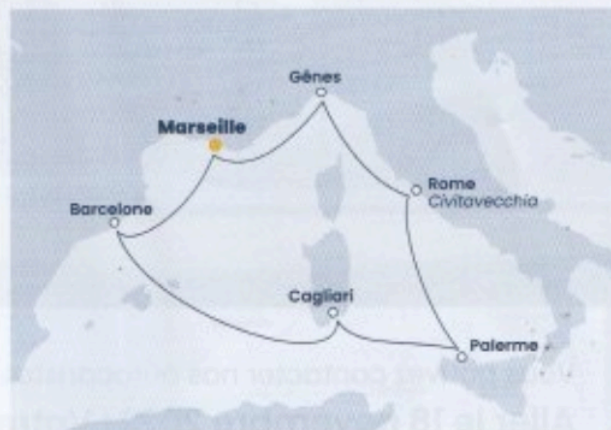 Gênes
Marseille
Rome
Civitavecchia
Barcelone
Cagliari
Palerme